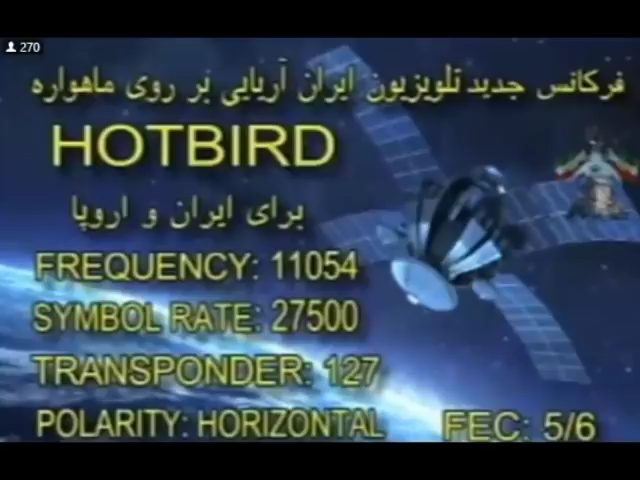 270
فرکانس جدید تلویزیون ایران آریایی بر روی ماهواره
HOTBIRD
برای ایران و اروپا
FREQUENCY: 11054
SYMBOL RATE: 27500
TRANSPONDER: 127
POLARITY: HORIZONTAL FEC: 5/6